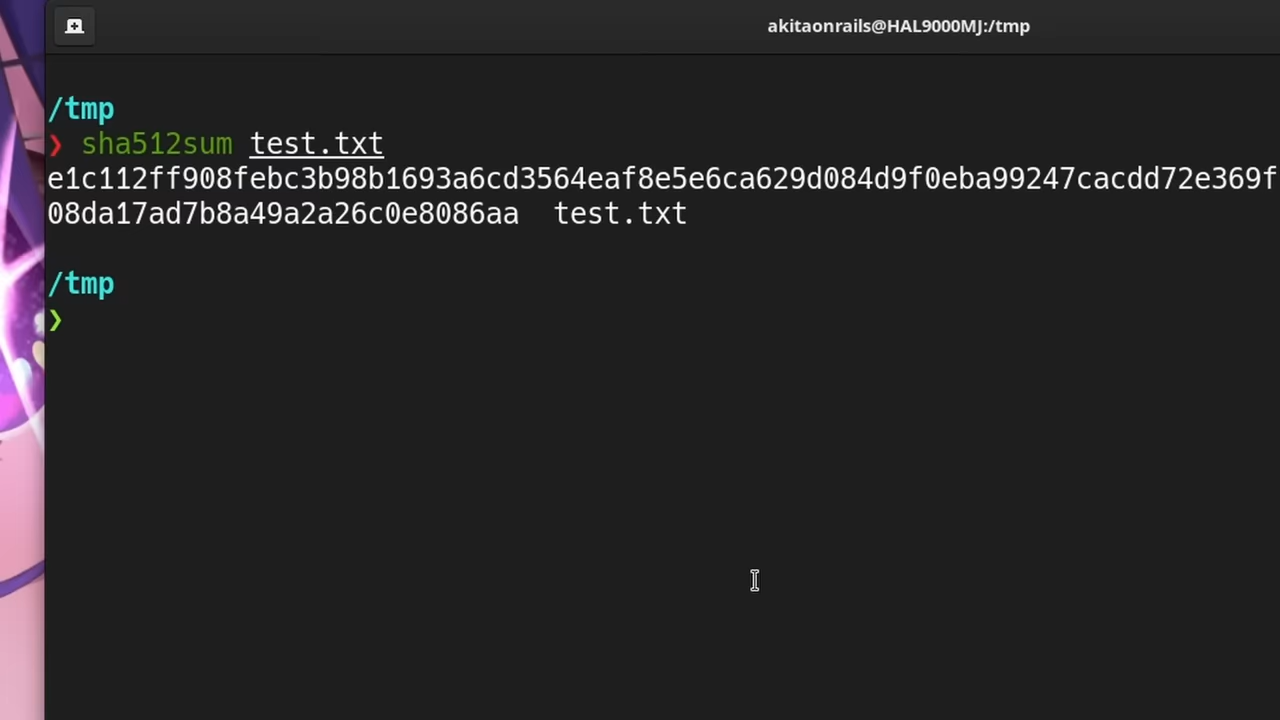 akitaonrails@HAL9000MJ:/tmp
/tmp
❯ sha512sum test.txt
e1c112ff908febc3b98b1693a6cd3564eaf8e5e6ca629d084d9f0eba99247cacdd72e369f
08da17ad7b8a49a2a26c0e8086aa  test.txt
/tmp
❯